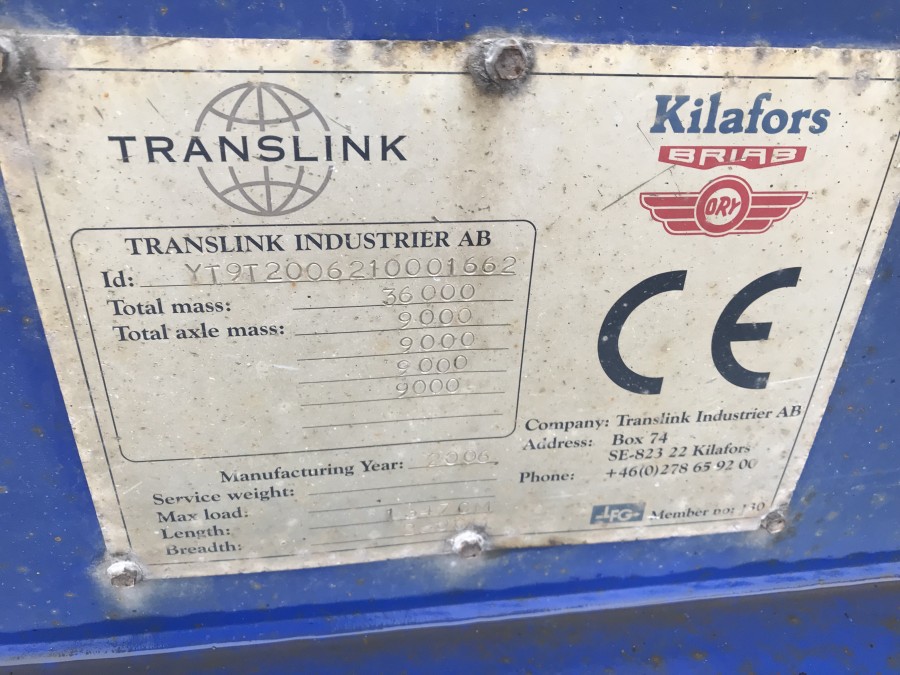 TRANSLINK
Kilafors
BRIAB
ORY
TRANSLINK INDUSTRIER AB
Id: YT9T2006210001662
Total mass: 36000
Total axle mass: 9000
9000
9000
9000
CE
Company: Translink Industrier AB
Address: Box 74
SE-823 22 Kilafors
Phone: +46(0)278 65 92 00
Manufacturing Year: 2006
Service weight:
Max load:
Length:
Breadth:
LFG Member no: